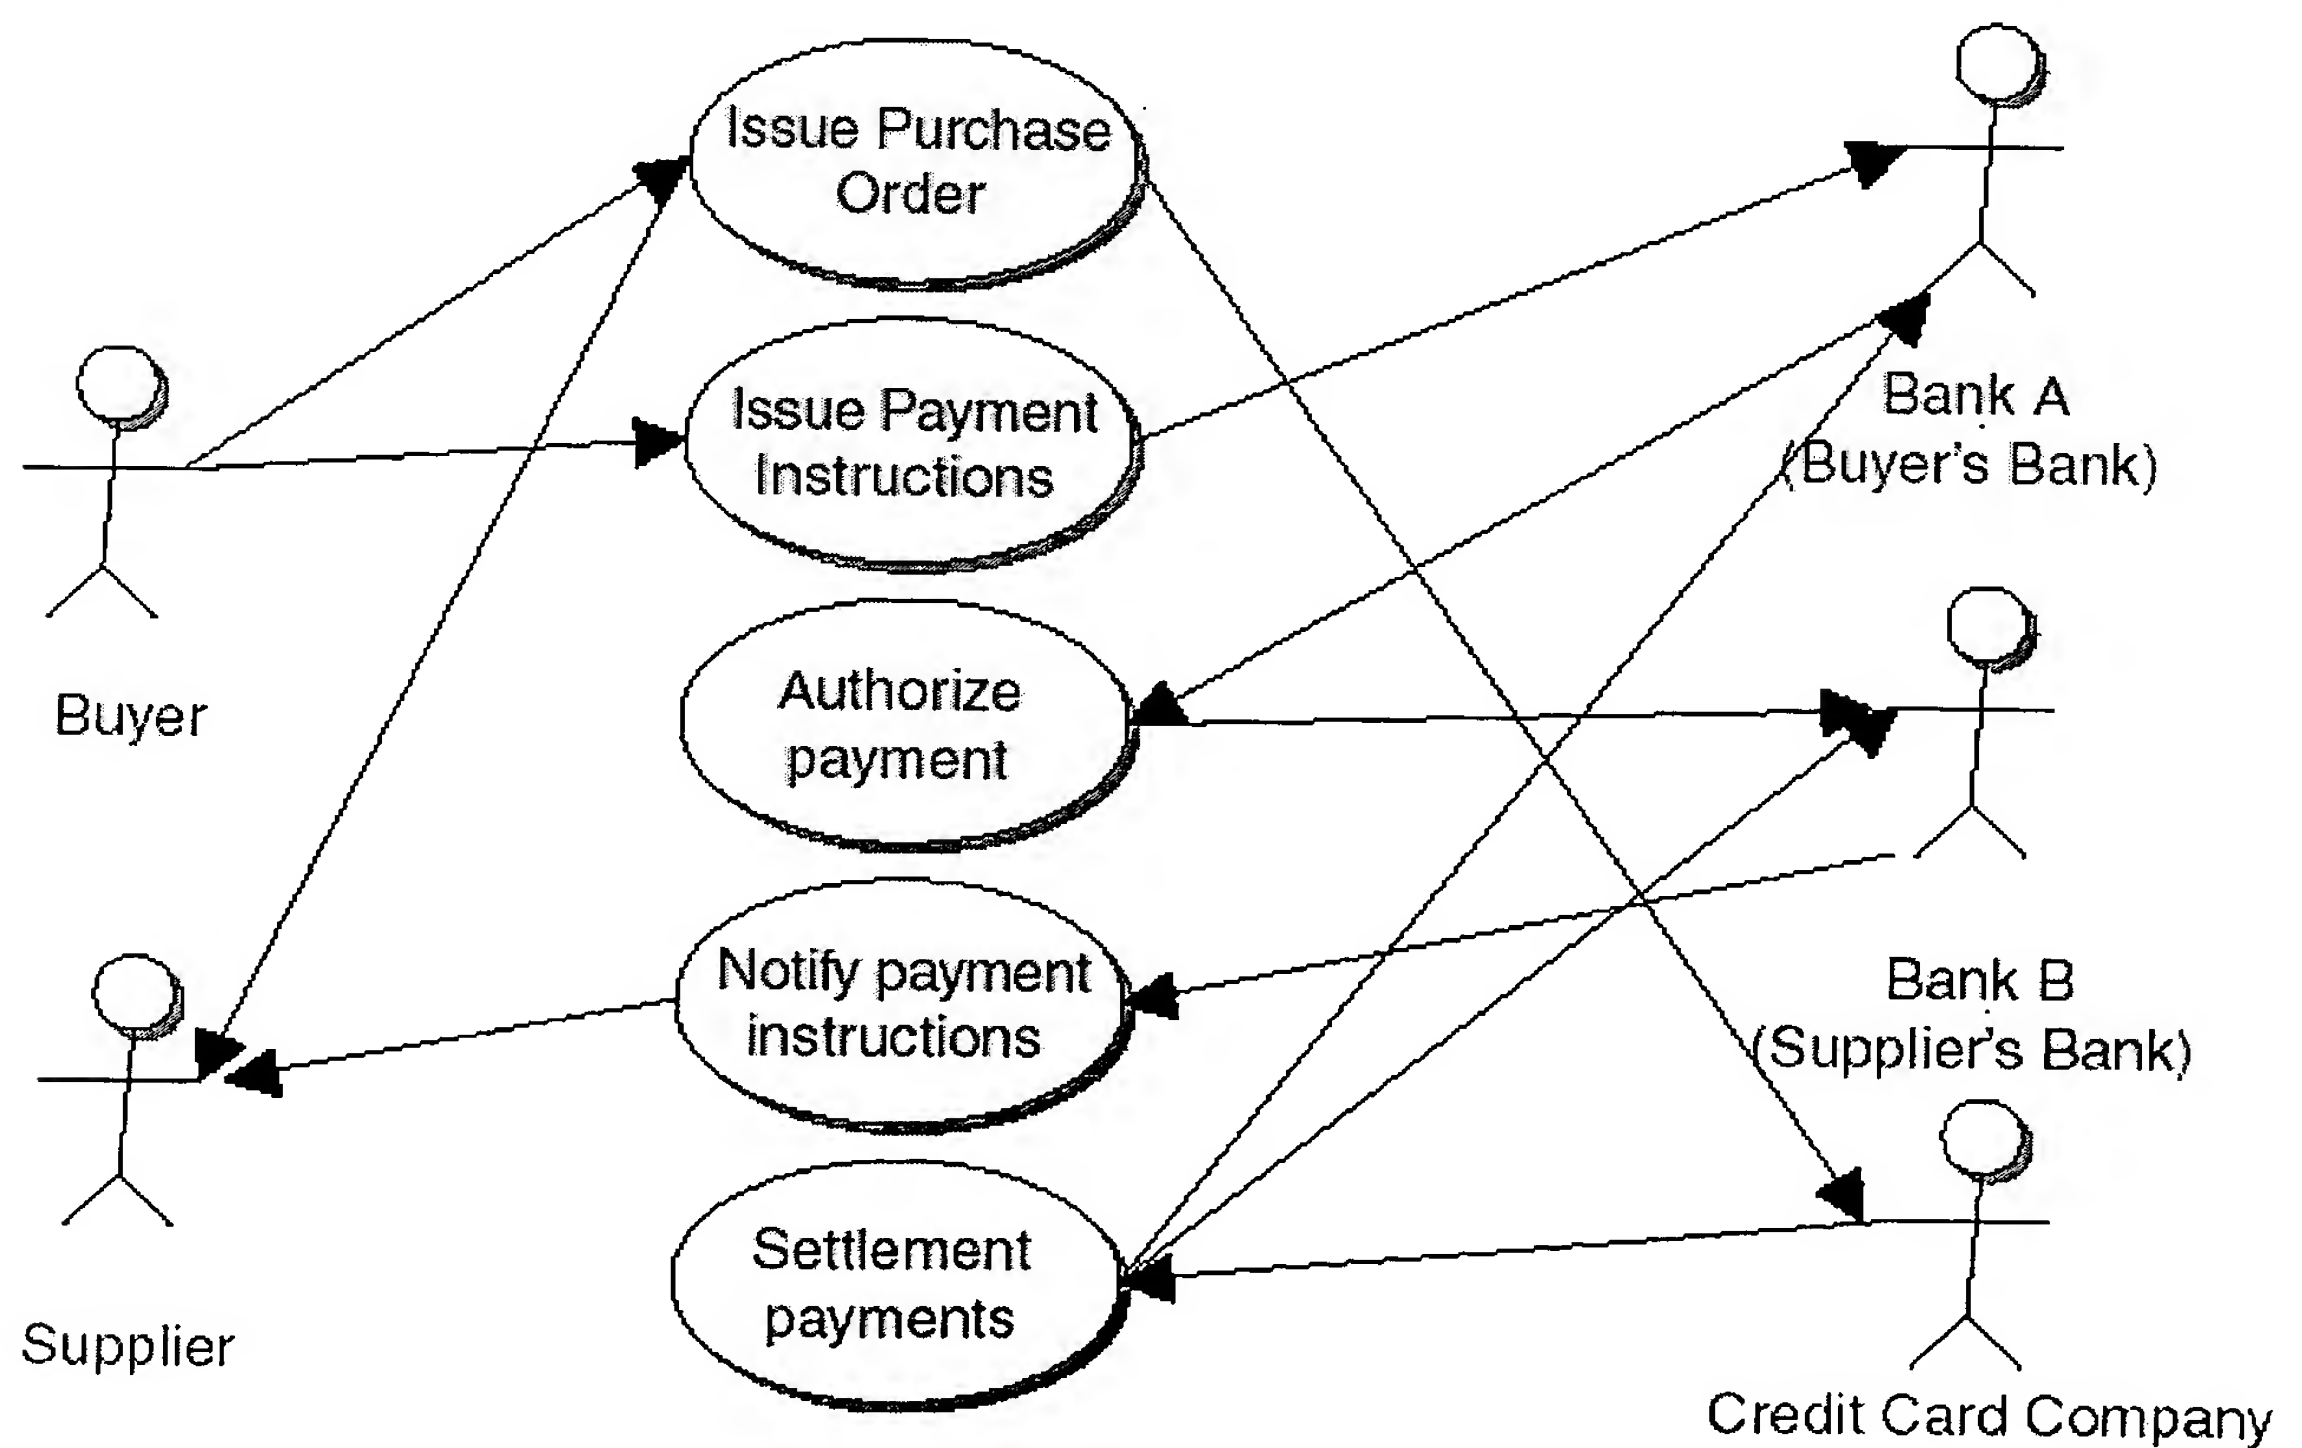 Issue Purchase
Order
Issue Payment
Instructions
Bank A
(Buyer's Bank)
Buyer
Authorize
payment
Notify payment
instructions
Bank B
(Supplier's Bank)
Supplier
Settlement
payments
Credit Card Company